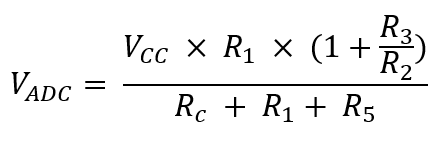 V_ADC = (V_CC × R_1 × (1 + R_3/R_2)) / (R_c + R_1 + R_5)